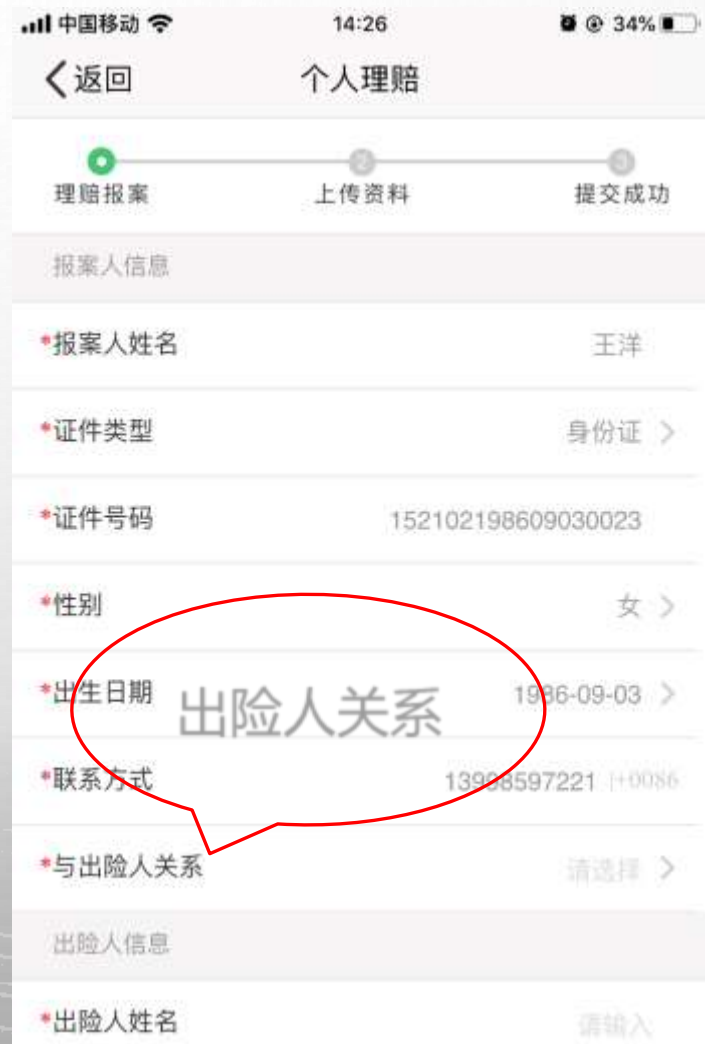 中国移动 14:26 34%
返回 个人理赔
2 3
理赔报案 上传资料 提交成功
报案人信息
*报案人姓名 王洋
*证件类型 身份证
*证件号码 152102198609030023
*性别 女
*出生日期 1986-09-03
出险人关系
*联系方式 13998597221 +0086
*与出险人关系 请选择
出险人信息
*出险人姓名 请输入